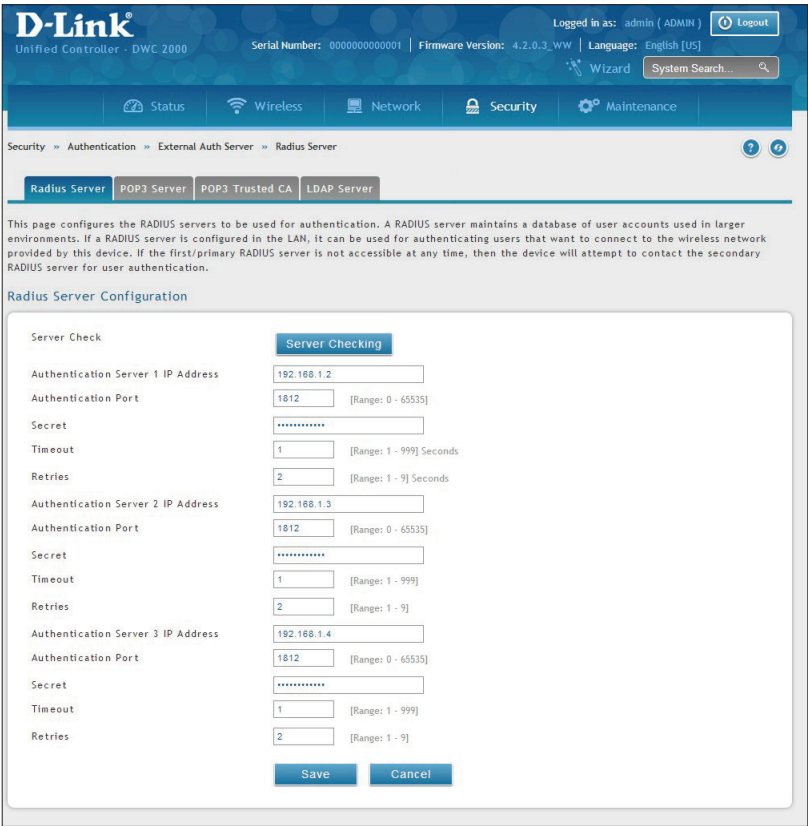 D-Link
Logged in as: admin ( ADMIN ) Logout
Unified Controller - DWC 2000
Serial Number: 0000000000001 | Firmware Version: 4.2.0.3_WW | Language: English [US]
Wizard System Search...
Status Wireless Network Security Maintenance
Security » Authentication » External Auth Server » Radius Server
Radius Server POP3 Server POP3 Trusted CA LDAP Server
This page configures the RADIUS servers to be used for authentication. A RADIUS server maintains a database of user accounts used in larger
environments. If a RADIUS server is configured in the LAN, it can be used for authenticating users that want to connect to the wireless network
provided by this device. If the first/primary RADIUS server is not accessible at any time, then the device will attempt to contact the secondary
RADIUS server for user authentication.
Radius Server Configuration
Server Check Server Checking
Authentication Server 1 IP Address 192.168.1.2
Authentication Port 1812 [Range: 0 - 65535]
Secret ••••••••••••
Timeout 1 [Range: 1 - 999] Seconds
Retries 2 [Range: 1 - 9] Seconds
Authentication Server 2 IP Address 192.168.1.3
Authentication Port 1812 [Range: 0 - 65535]
Secret ••••••••••••
Timeout 1 [Range: 1 - 999]
Retries 2 [Range: 1 - 9]
Authentication Server 3 IP Address 192.168.1.4
Authentication Port 1812 [Range: 0 - 65535]
Secret ••••••••••••
Timeout 1 [Range: 1 - 999]
Retries 2 [Range: 1 - 9]
Save Cancel